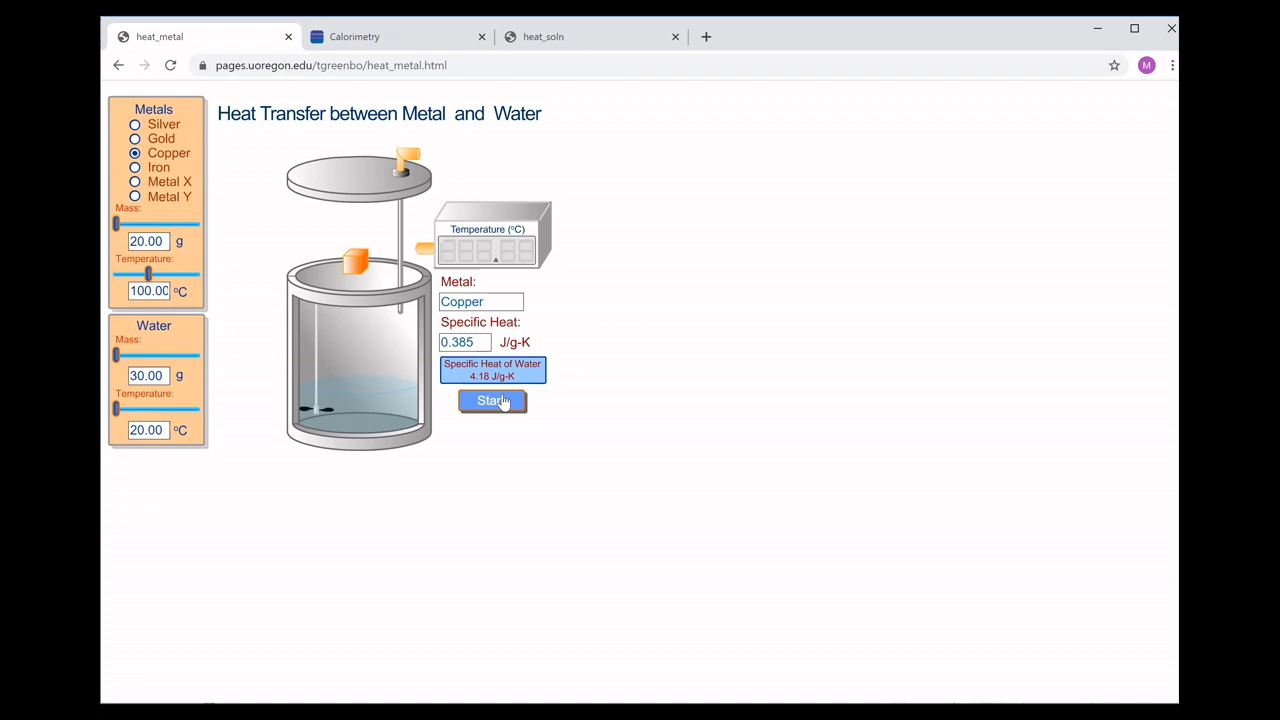 heat_metal
Calorimetry
heat_soln
pages.uoregon.edu/tgreenbo/heat_metal.html
M
Metals
Silver
Gold
Copper
Iron
Metal X
Metal Y
Mass:
20.00 g
Temperature:
100.00 °C
Water
Mass:
30.00 g
Temperature:
20.00 °C
Heat Transfer between Metal and Water
Temperature (°C)
Metal:
Copper
Specific Heat:
0.385 J/g-K
Specific Heat of Water
4.18 J/g-K
Start